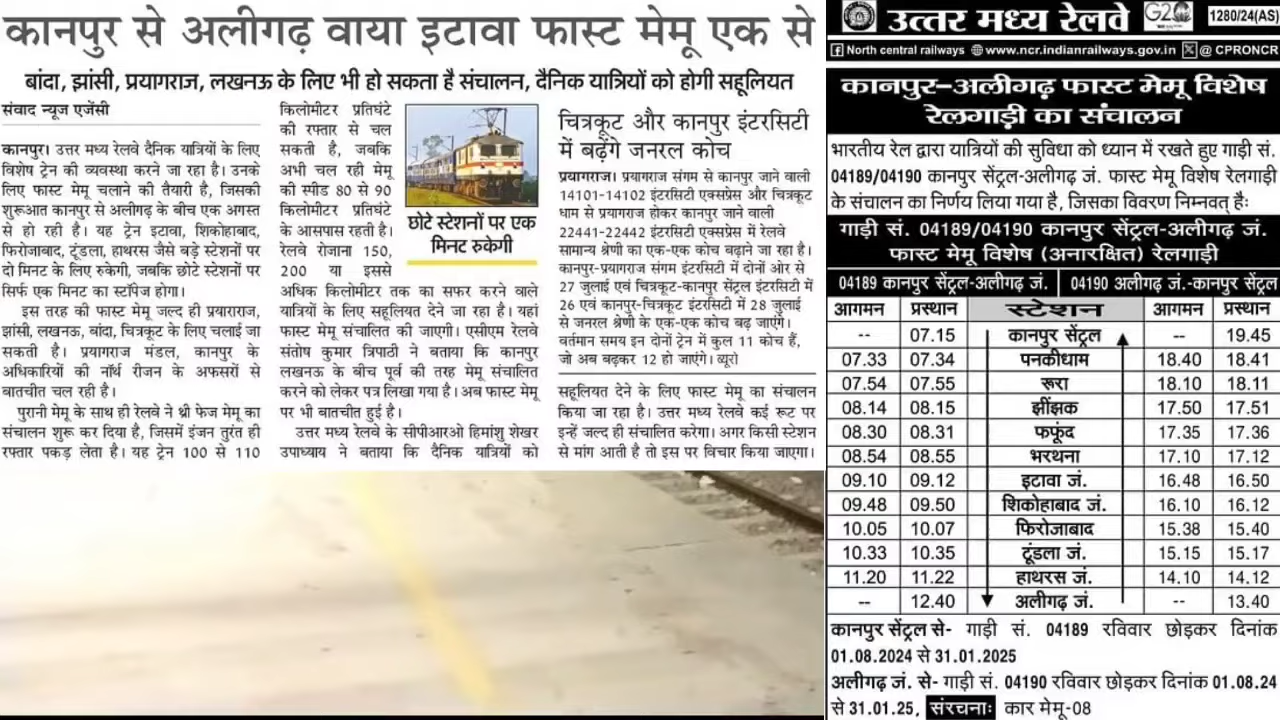 कानपुर से अलीगढ़ वाया इटावा फास्ट मेमू एक से
बांदा, झांसी, प्रयागराज, लखनऊ के लिए भी हो सकता है संचालन, दैनिक यात्रियों को होगी सहूलियत
संवाद न्यूज एजेंसी
कानपुर। उत्तर मध्य रेलवे दैनिक यात्रियों के लिए
विशेष ट्रेन की व्यवस्था करने जा रहा है। उनके
लिए फास्ट मेमू चलाने की तैयारी है, जिसकी
शुरूआत कानपुर से अलीगढ़ के बीच एक अगस्त
से हो रही है। यह ट्रेन इटावा, शिकोहाबाद,
फिरोजाबाद, टूंडला, हाथरस जैसे बड़े स्टेशनों पर
दो मिनट के लिए रुकेगी, जबकि छोटे स्टेशनों पर
सिर्फ एक मिनट का स्टॉपेज होगा।
इस तरह की फास्ट मेमू जल्द ही प्रयाराराज,
झांसी, लखनऊ, बांदा, चित्रकूट के लिए चलाई जा
सकती है। प्रयागराज मंडल, कानपुर के
अधिकारियों की नॉर्थ रीजन के अफसरों से
बातचीत चल रही है।
पुरानी मेमू के साथ ही रेलवे ने थ्री फेज मेमू का
संचालन शुरू कर दिया है, जिसमें इंजन तुरंत ही
रफ्तार पकड़ लेता है। यह ट्रेन 100 से 110
किलोमीटर प्रतिघंटे
की रफ्तार से चल
सकती है, जबकि
अभी चल रही मेमू
की स्पीड 80 से 90
किलोमीटर प्रतिघंटे
के आसपास रहती है।
रेलवे रोजाना 150,
200 या इससे
अधिक किलोमीटर तक का सफर करने वाले
यात्रियों के लिए सहूलियत देने जा रहा है। यहां
फास्ट मेमू संचालित की जाएगी। एसीएम रेलवे
संतोष कुमार त्रिपाठी ने बताया कि कानपुर
लखनऊ के बीच पूर्व की तरह मेमू संचालित
करने को लेकर पत्र लिखा गया है। अब फास्ट मेमू
पर भी बातचीत हुई है।
उत्तर मध्य रेलवे के सीपीआरओ हिमांशु शेखर
उपाध्याय ने बताया कि दैनिक यात्रियों को
छोटे स्टेशनों पर एक
मिनट रुकेगी
चित्रकूट और कानपुर इंटरसिटी
में बढ़ेंगे जनरल कोच
प्रयागराज। प्रयागराज संगम से कानपुर जाने वाली
14101-14102 इंटरसिटी एक्सप्रेस और चित्रकूट
धाम से प्रयागराज होकर कानपुर जाने वाली
22441-22442 इंटरसिटी एक्सप्रेस में रेलवे
सामान्य श्रेणी का एक-एक कोच बढ़ाने जा रहा है।
कानपुर-प्रयागराज संगम इंटरसिटी में दोनों ओर से
27 जुलाई एवं चित्रकूट-कानपुर सेंट्रल इंटरसिटी में
26 एवं कानपुर-चित्रकूट इंटरसिटी में 28 जुलाई
से जनरल श्रेणी के एक-एक कोच बढ़ जाएंगे।
वर्तमान समय इन दोनों ट्रेन में कुल 11 कोच हैं,
जो अब बढ़कर 12 हो जाएंगे। ब्यूरो
सहूलियत देने के लिए फास्ट मेमू का संचालन
किया जा रहा है। उत्तर मध्य रेलवे कई रूट पर
इन्हें जल्द ही संचालित करेगा। अगर किसी स्टेशन
से मांग आती है तो इस पर विचार किया जाएगा।
उत्तर मध्य रेलवे G20 1280/24(AS)
North central railways www.ncr.indianrailways.gov.in @ CPRONCR
कानपुर–अलीगढ़ फास्ट मेमू विशेष
रेलगाड़ी का संचालन
भारतीय रेल द्वारा यात्रियों की सुविधा को ध्यान में रखते हुए गाड़ी सं.
04189/04190 कानपुर सेंट्रल-अलीगढ़ जं. फास्ट मेमू विशेष रेलगाड़ी
के संचालन का निर्णय लिया गया है, जिसका विवरण निम्नवत् हैः
गाड़ी सं. 04189/04190 कानपुर सेंट्रल-अलीगढ़ जं.
फास्ट मेमू विशेष (अनारक्षित) रेलगाड़ी
04189 कानपुर सेंट्रल-अलीगढ़ जं. 04190 अलीगढ़ जं.-कानपुर सेंट्रल
आगमन प्रस्थान स्टेशन आगमन प्रस्थान
-- 07.15 कानपुर सेंट्रल -- 19.45
07.33 07.34 पनकीधाम 18.40 18.41
07.54 07.55 रूरा 18.10 18.11
08.14 08.15 झींझक 17.50 17.51
08.30 08.31 फफूंद 17.35 17.36
08.54 08.55 भरथना 17.10 17.12
09.10 09.12 इटावा जं. 16.48 16.50
09.48 09.50 शिकोहाबाद जं. 16.10 16.12
10.05 10.07 फिरोजाबाद 15.38 15.40
10.33 10.35 टूंडला जं. 15.15 15.17
11.20 11.22 हाथरस जं. 14.10 14.12
-- 12.40 अलीगढ़ जं. -- 13.40
कानपुर सेंट्रल से- गाड़ी सं. 04189 रविवार छोड़कर दिनांक
01.08.2024 से 31.01.2025
अलीगढ़ जं. से- गाड़ी सं. 04190 रविवार छोड़कर दिनांक 01.08.24
से 31.01.25, संरचनाः कार मेमू-08